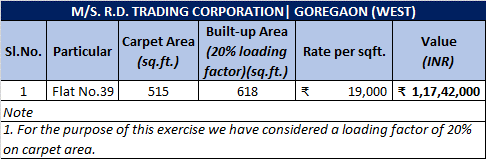 M/S. R.D. TRADING CORPORATION| GOREGAON (WEST)
Sl.No. Particular Carpet Area (sq.ft.) Built-up Area (20% loading factor)(sq.ft.) Rate per sqft. Value (INR)
1 Flat No.39 515 618 ₹ 19,000 ₹ 1,17,42,000
Note
1. For the purpose of this exercise we have considered a loading factor of 20%
on carpet area.